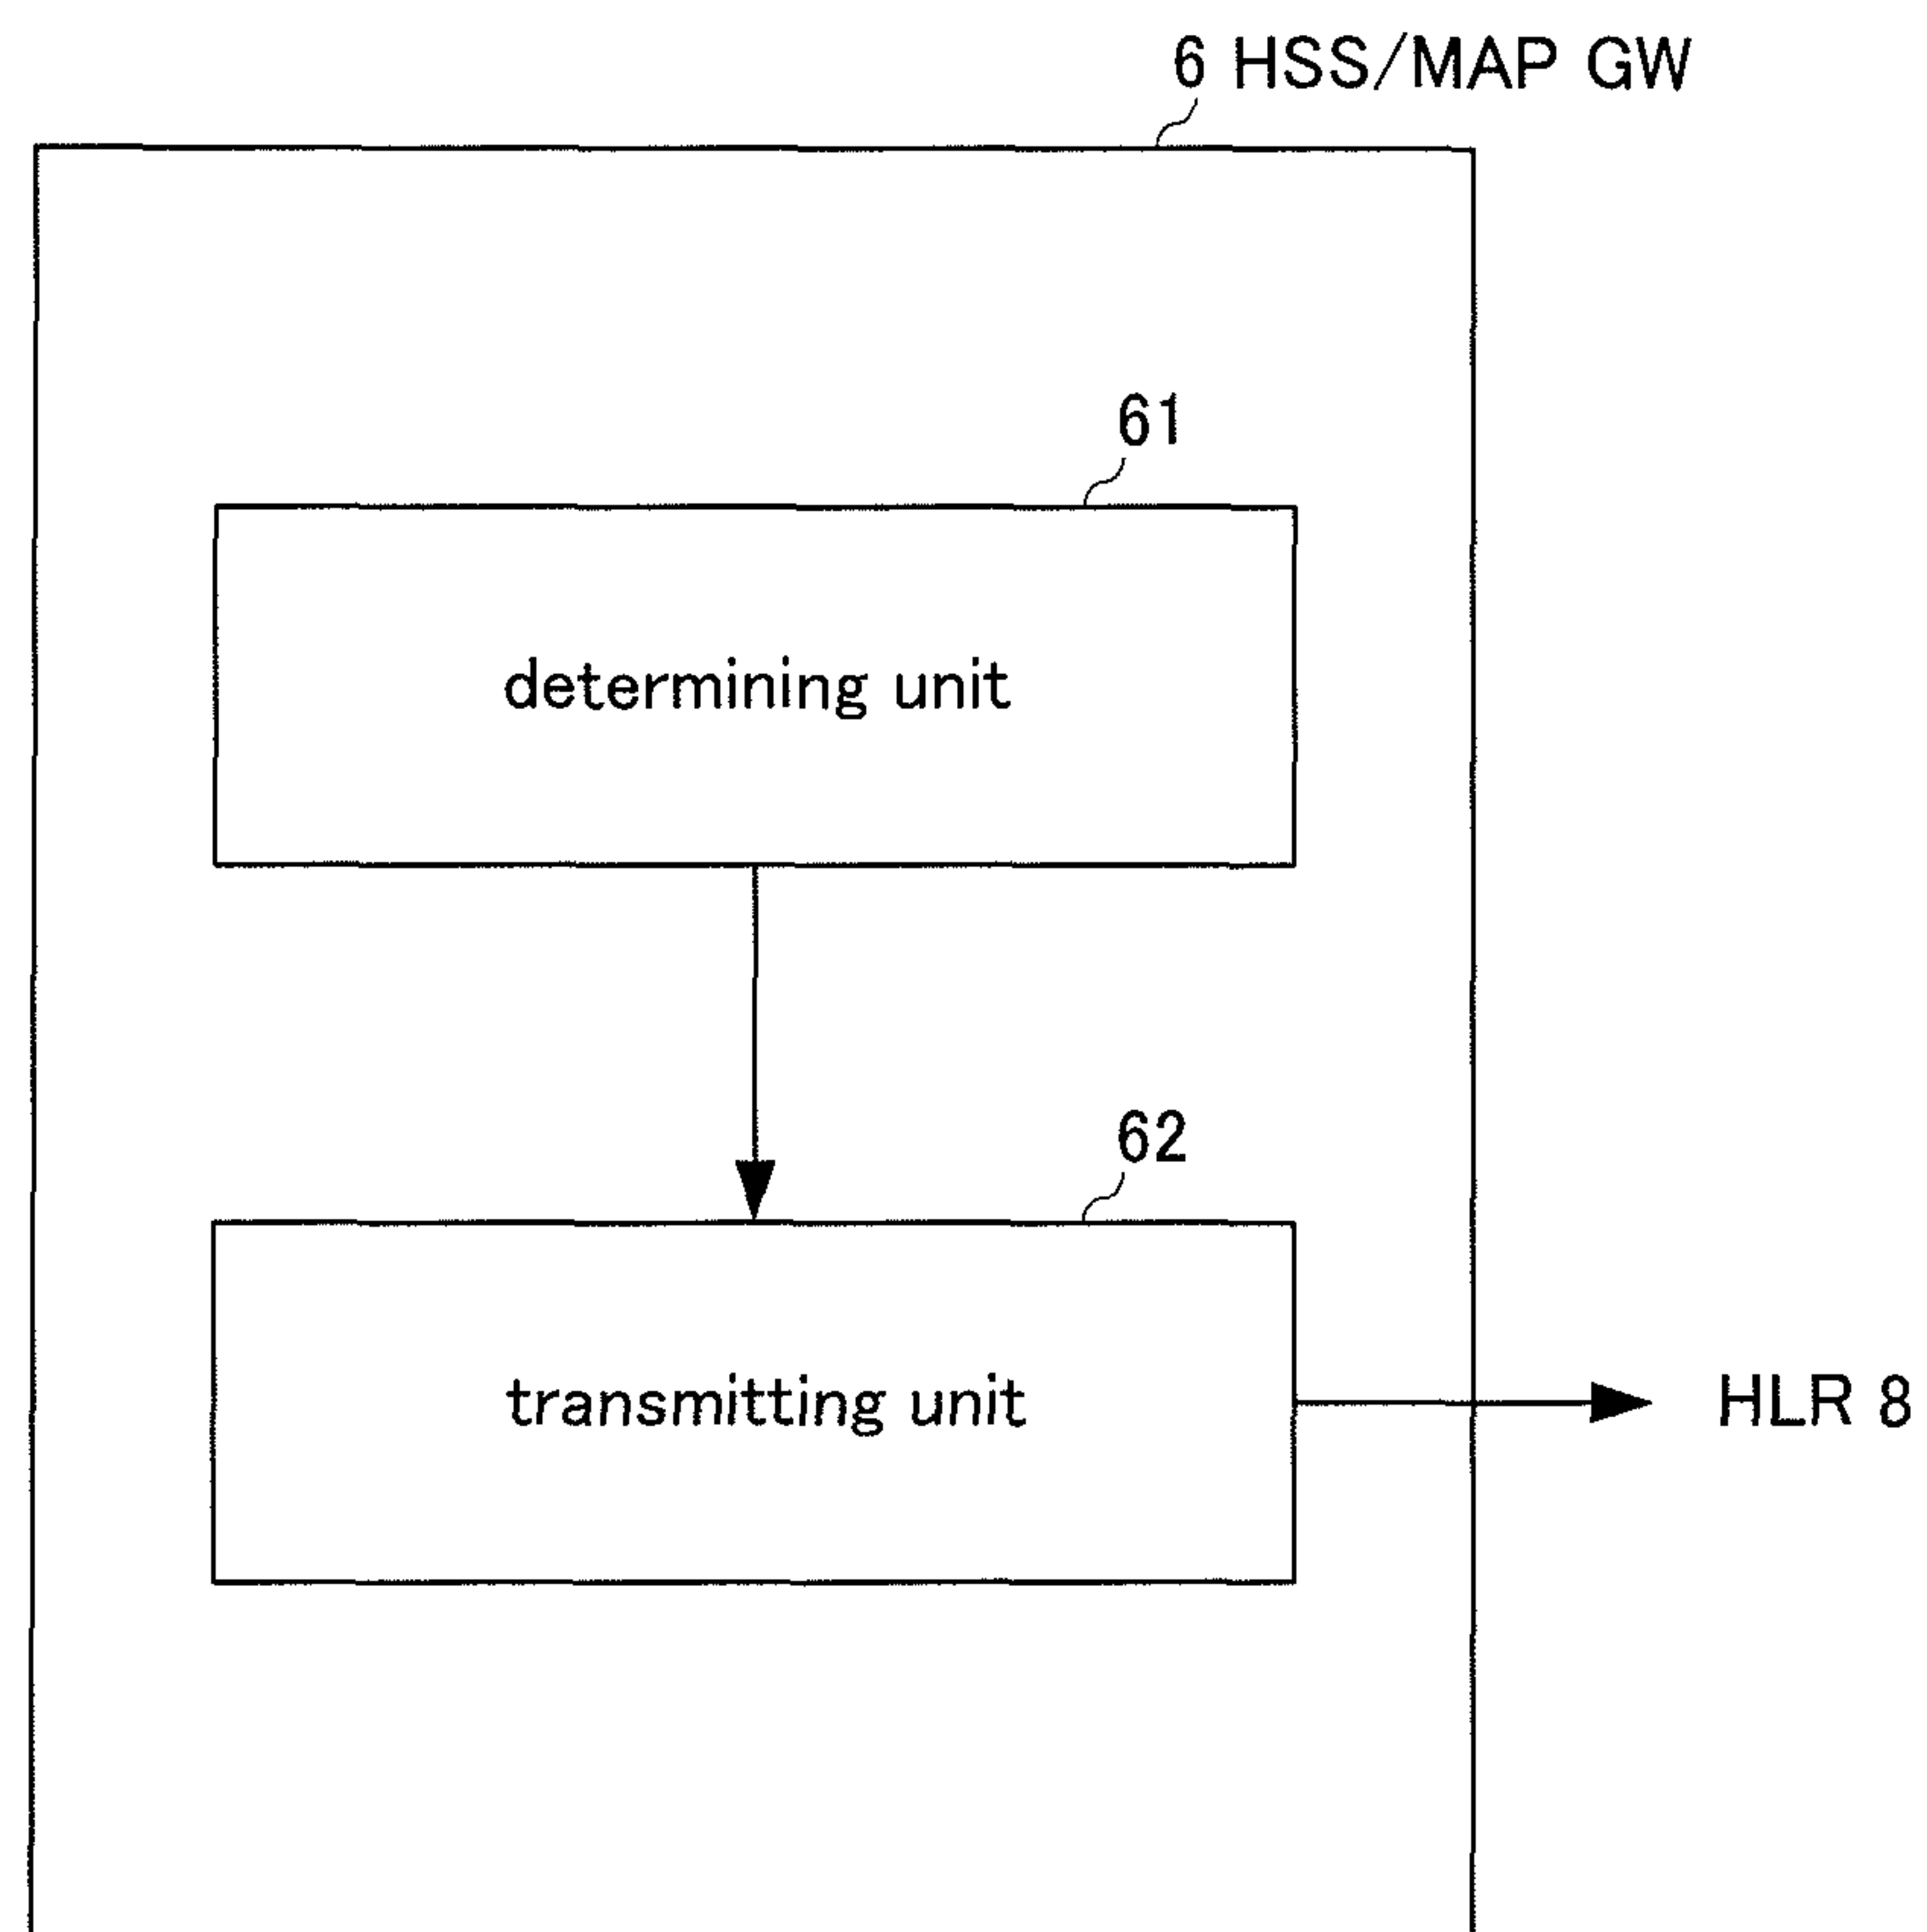 6 HSS/MAP GW
61
determining unit
62
transmitting unit
HLR 8